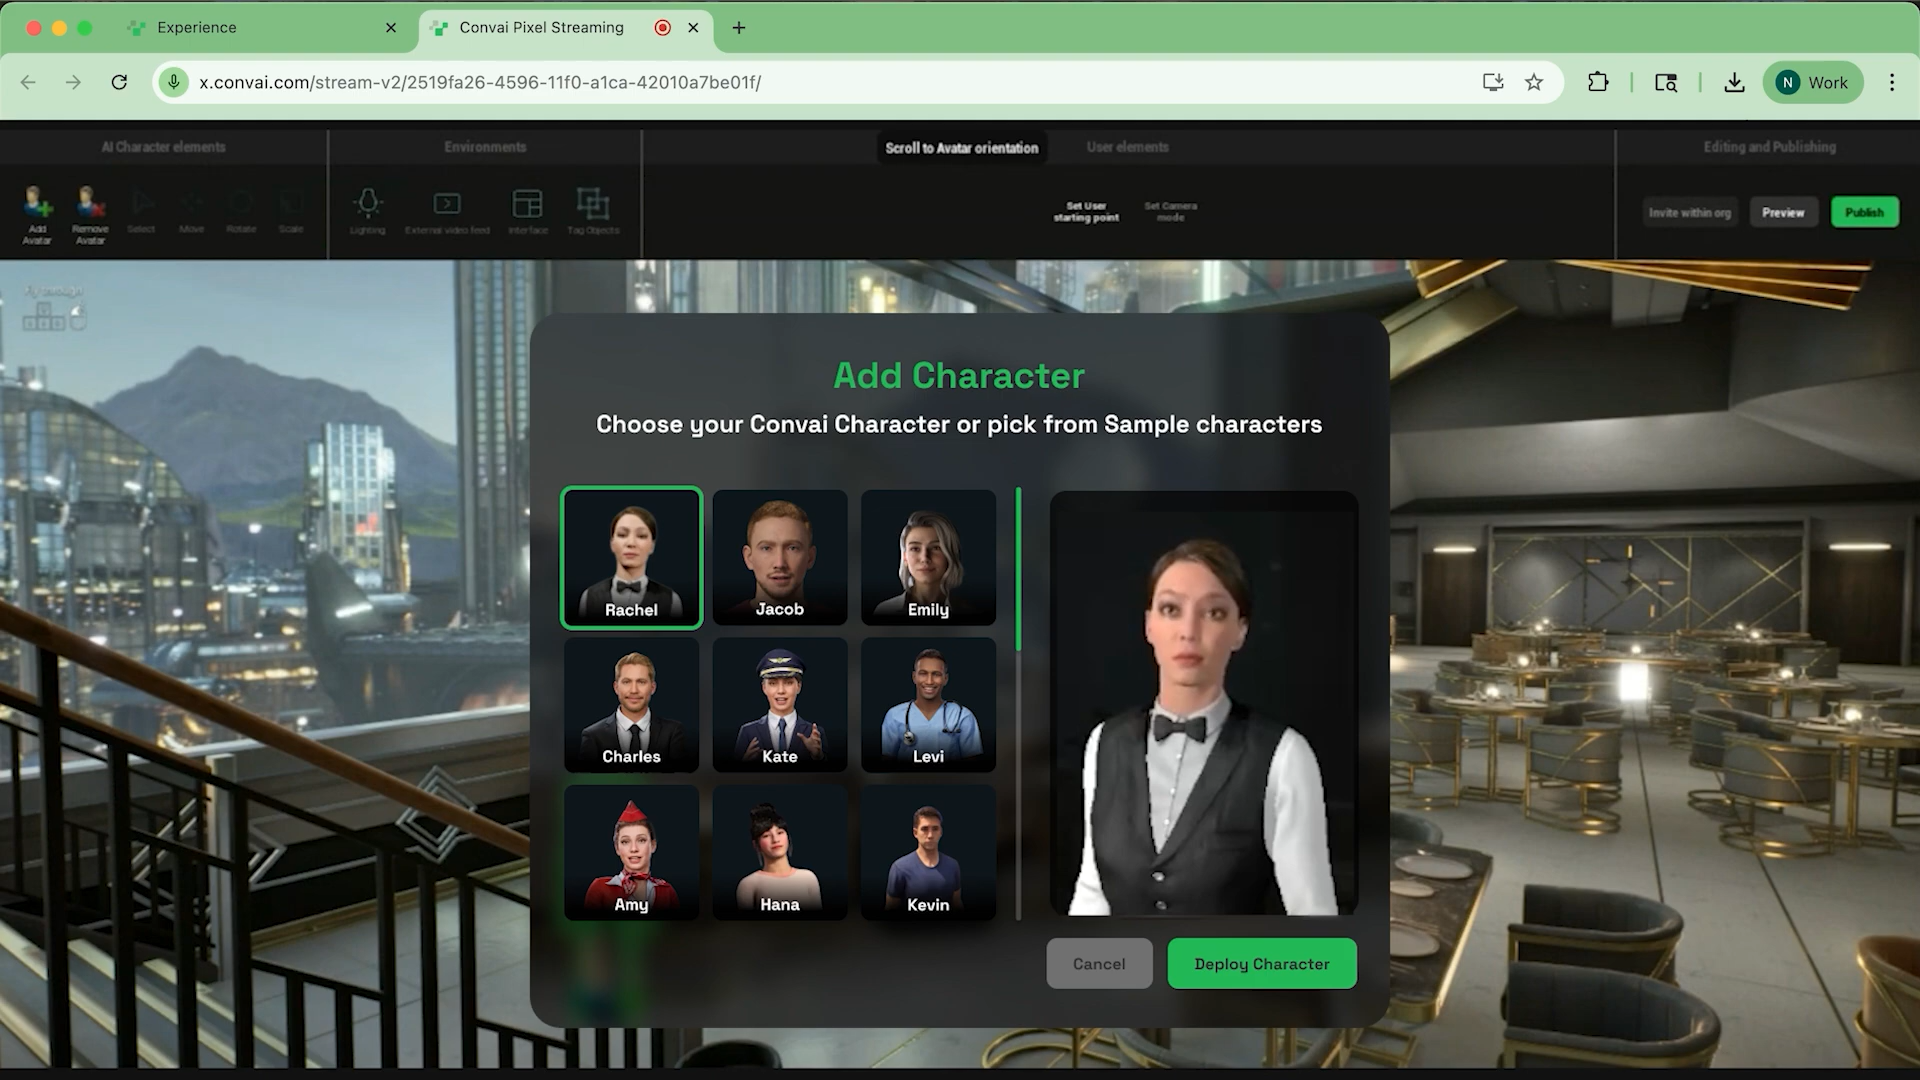 Experience
Convai Pixel Streaming
x.convai.com/stream-v2/2519fa26-4596-11f0-a1ca-42010a7be01f/
N Work
AI Character elements
Environments
Scroll to Avatar orientation
User elements
Editing and Publishing
Add
Avatar
Remove
Avatar
Select
Move
Rotate
Scale
Lighting
External video feed
Interface
Tag Objects
Set User
starting point
Set Camera
mode
Invite within org
Preview
Publish
Fly through
Add Character
Choose your Convai Character or pick from Sample characters
Rachel
Jacob
Emily
Charles
Kate
Levi
Amy
Hana
Kevin
Cancel
Deploy Character